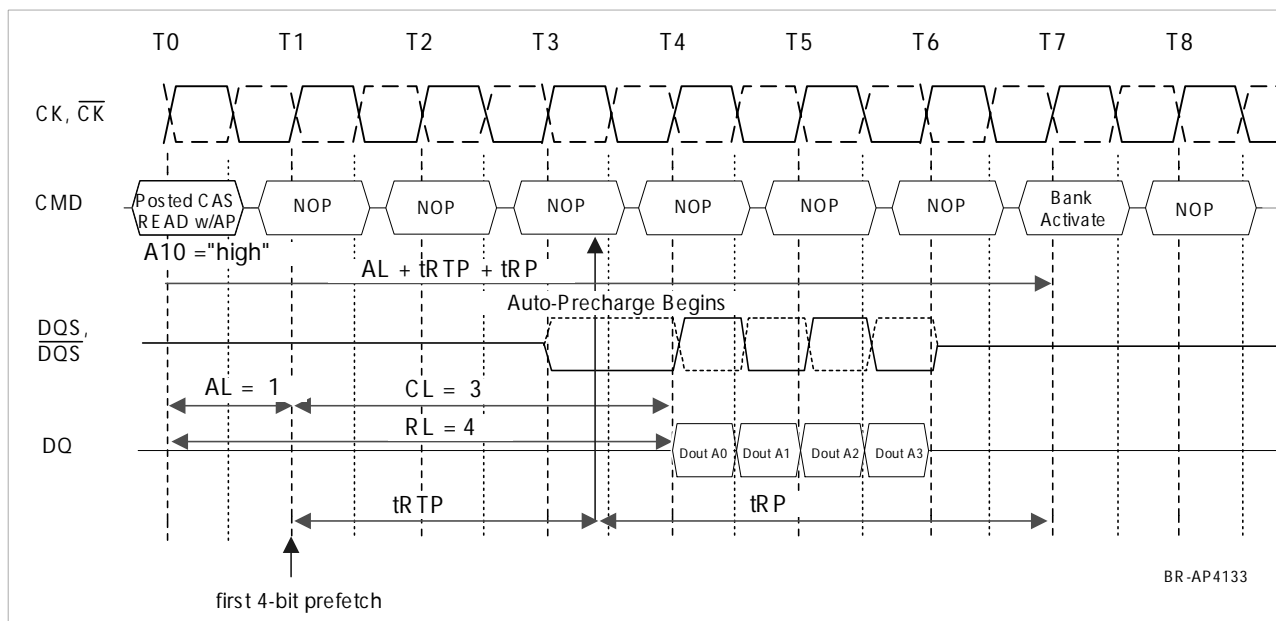 T0 T1 T2 T3 T4 T5 T6 T7 T8
CK, CK
CMD
Posted CAS
READ w/AP
NOP
NOP
NOP
NOP
NOP
NOP
Bank
Activate
NOP
A10 ="high"
AL + tRTP + tRP
Auto-Precharge Begins
DQS,
DQS
AL = 1
CL = 3
RL = 4
DQ
Dout A0
Dout A1
Dout A2
Dout A3
tRTP
tRP
BR-AP4133
first 4-bit prefetch